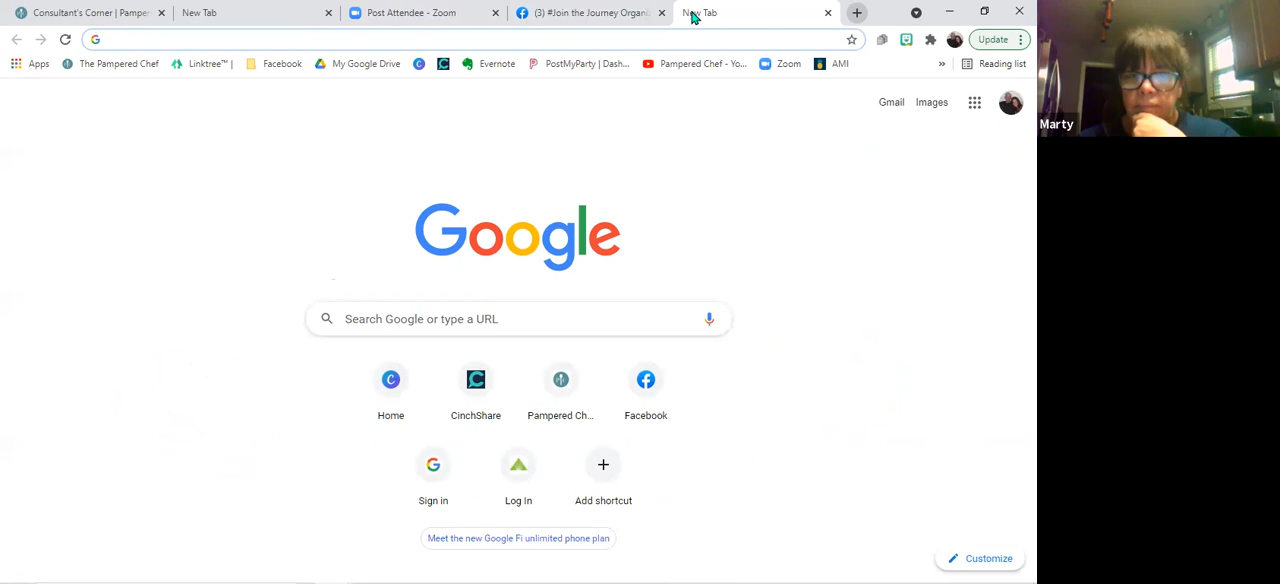 Consultant's Corner | Pamper
New Tab
Post Attendee - Zoom
(3) #Join the Journey Organiz
New Tab
Update
Apps
The Pampered Chef
Linktree™ |
Facebook
My Google Drive
Evernote
PostMyParty | Dash...
Pampered Chef - Yo...
Zoom
AMI
»
Reading list
Gmail
Images
Marty
Google
Search Google or type a URL
Home
CinchShare
Pampered Ch...
Facebook
Sign in
Log In
Add shortcut
Meet the new Google Fi unlimited phone plan
Customize